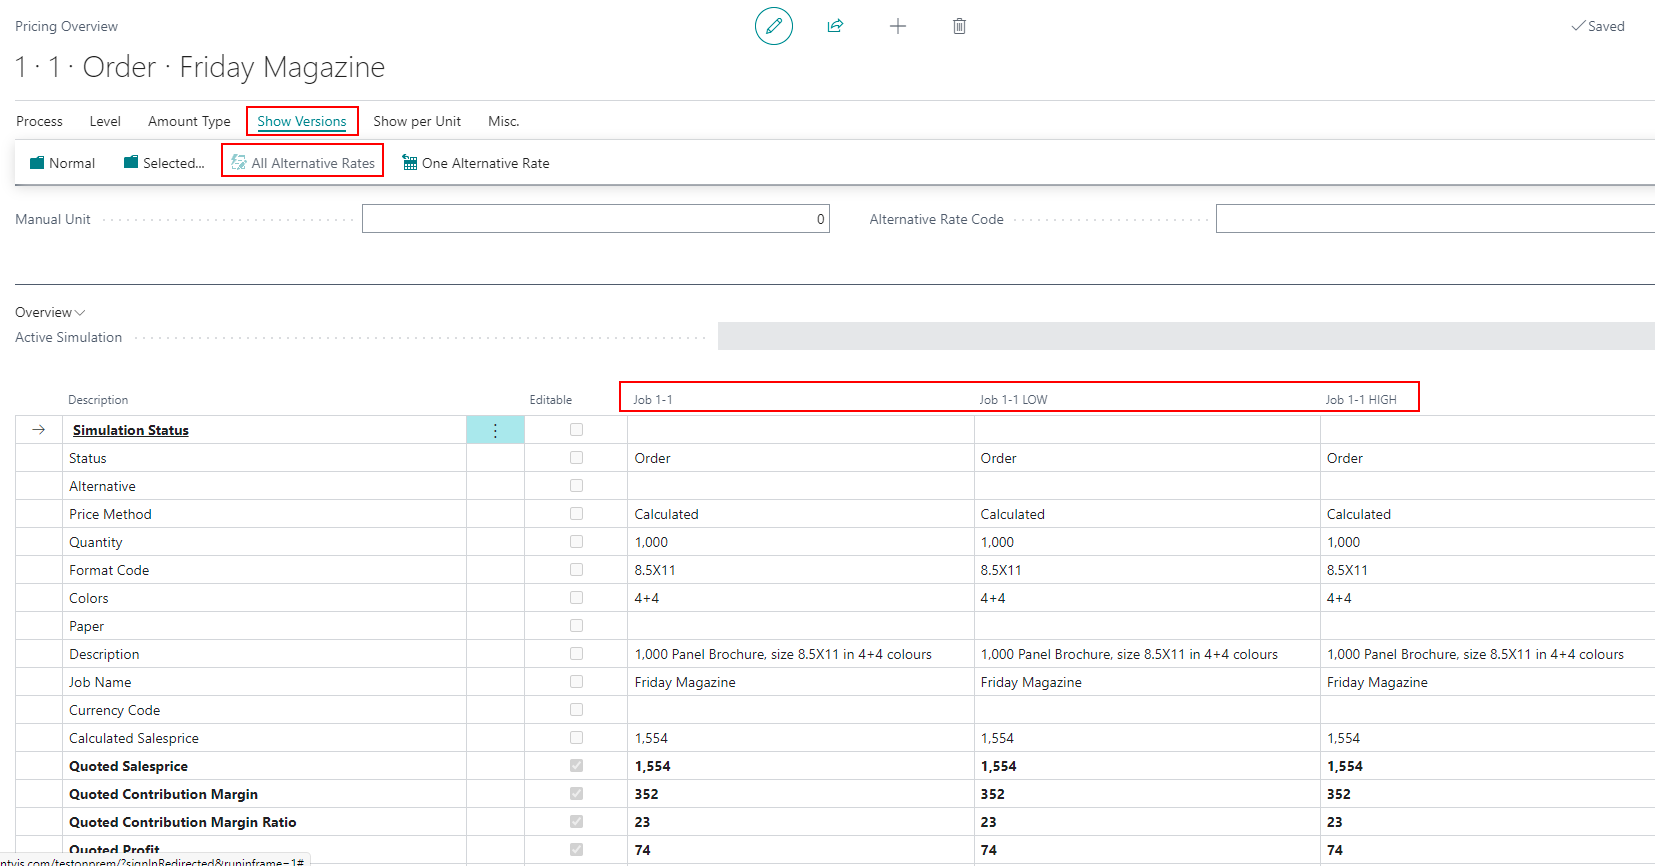 Pricing Overview
Saved
1 · 1 · Order · Friday Magazine
Process Level Amount Type Show Versions Show per Unit Misc.
Normal Selected... All Alternative Rates One Alternative Rate
Manual Unit 0 Alternative Rate Code
Overview
Active Simulation
Description Editable Job 1-1 Job 1-1 LOW Job 1-1 HIGH
Simulation Status
Status Order Order Order
Alternative
Price Method Calculated Calculated Calculated
Quantity 1,000 1,000 1,000
Format Code 8.5X11 8.5X11 8.5X11
Colors 4+4 4+4 4+4
Paper
Description 1,000 Panel Brochure, size 8.5X11 in 4+4 colours 1,000 Panel Brochure, size 8.5X11 in 4+4 colours 1,000 Panel Brochure, size 8.5X11 in 4+4 colours
Job Name Friday Magazine Friday Magazine Friday Magazine
Currency Code
Calculated Salesprice 1,554 1,554 1,554
Quoted Salesprice 1,554 1,554 1,554
Quoted Contribution Margin 352 352 352
Quoted Contribution Margin Ratio 23 23 23
Quoted Profit 74 74 74
ntvis.com/testonprem/?signInRedirected&runinframe=1#